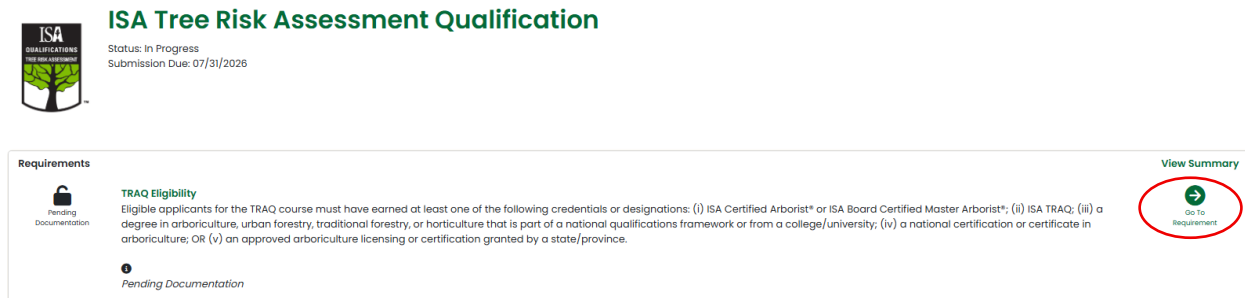 ISA Tree Risk Assessment Qualification
ISA
QUALIFICATIONS
TREE RISK ASSESSMENT
™
Status: In Progress
Submission Due: 07/31/2026
Requirements
View Summary
Pending
Documentation
TRAQ Eligibility
Eligible applicants for the TRAQ course must have earned at least one of the following credentials or designations: (i) ISA Certified Arborist® or ISA Board Certified Master Arborist®; (ii) ISA TRAQ; (iii) a
degree in arboriculture, urban forestry, traditional forestry, or horticulture that is part of a national qualifications framework or from a college/university; (iv) a national certification or certificate in
arboriculture; OR (v) an approved arboriculture licensing or certification granted by a state/province.
Go To
Requirement
Pending Documentation